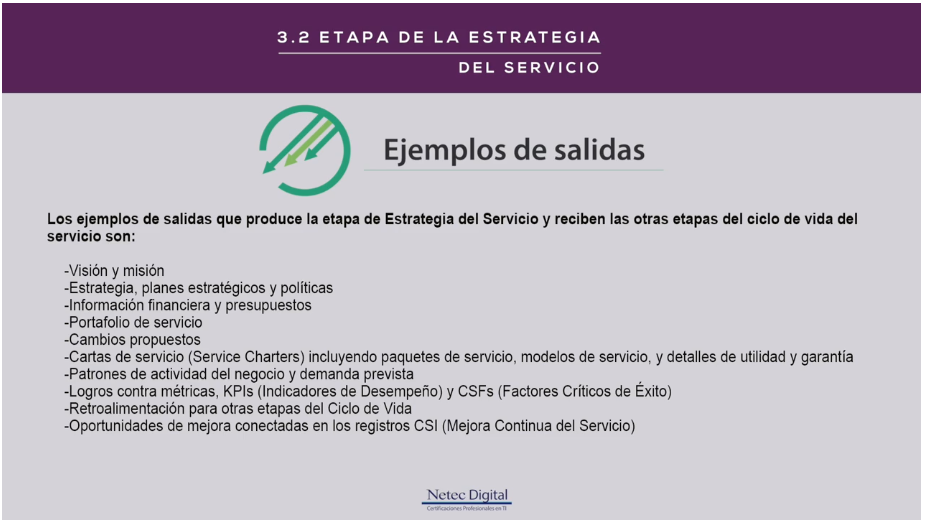 3.2 ETAPA DE LA ESTRATEGIA
DEL SERVICIO
Ejemplos de salidas
Los ejemplos de salidas que produce la etapa de Estrategia del Servicio y reciben las otras etapas del ciclo de vida del
servicio son:
-Visión y misión
-Estrategia, planes estratégicos y políticas
-Información financiera y presupuestos
-Portafolio de servicio
-Cambios propuestos
-Cartas de servicio (Service Charters) incluyendo paquetes de servicio, modelos de servicio, y detalles de utilidad y garantía
-Patrones de actividad del negocio y demanda prevista
-Logros contra métricas, KPIs (Indicadores de Desempeño) y CSFs (Factores Críticos de Éxito)
-Retroalimentación para otras etapas del Ciclo de Vida
-Oportunidades de mejora conectadas en los registros CSI (Mejora Continua del Servicio)
Netec Digital
Certificaciones Profesionales en TI